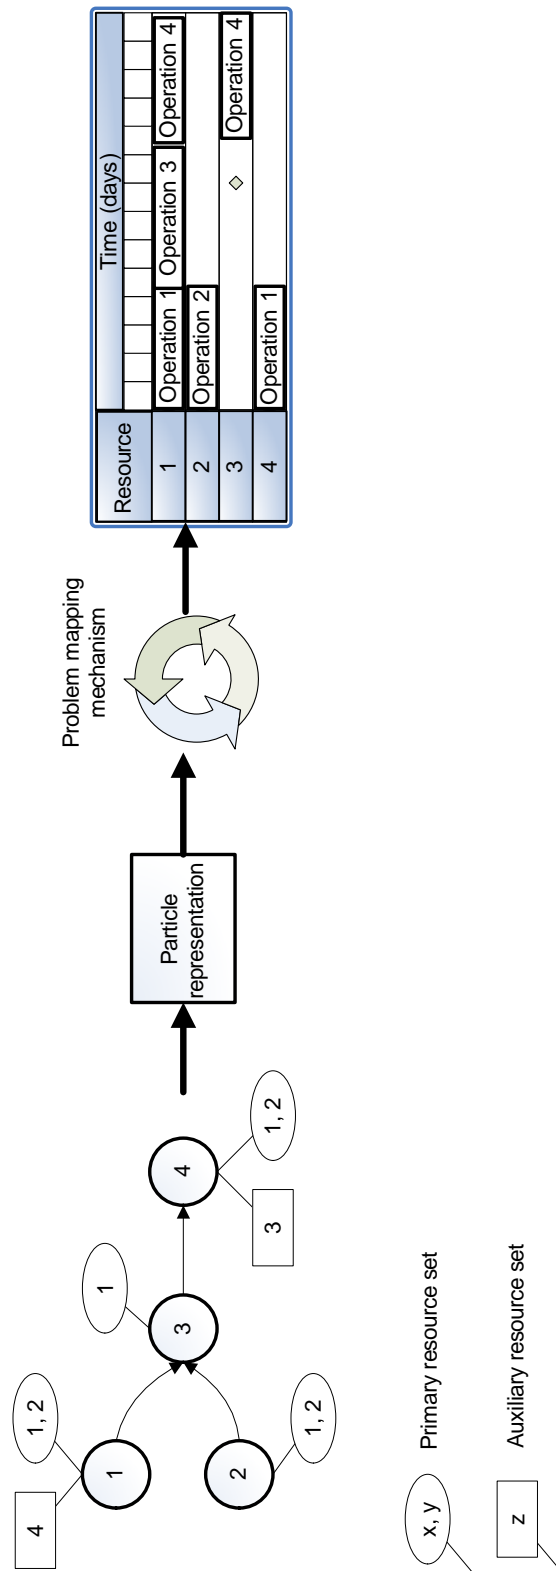 4
1, 2
1
2
1, 2
1
3
4
3
1, 2
x, y
Primary resource set
z
Auxiliary resource set
Particle
representation
Problem mapping
mechanism
Resource
Time (days)
1
Operation 1
Operation 3
Operation 4
2
Operation 2
3
Operation 4
4
Operation 1